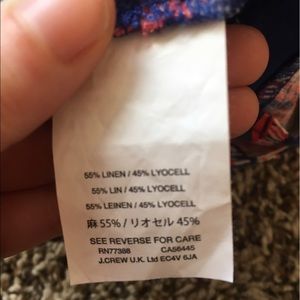 55% LINEN / 45% LYOCELL
55% LIN / 45% LYOCELL
55% LEINEN / 45% LYOCELL
麻 55% / リオセル 45%
SEE REVERSE FOR CARE
RN77388 CA56445
J.CREW U.K. Ltd EC4V 6JA